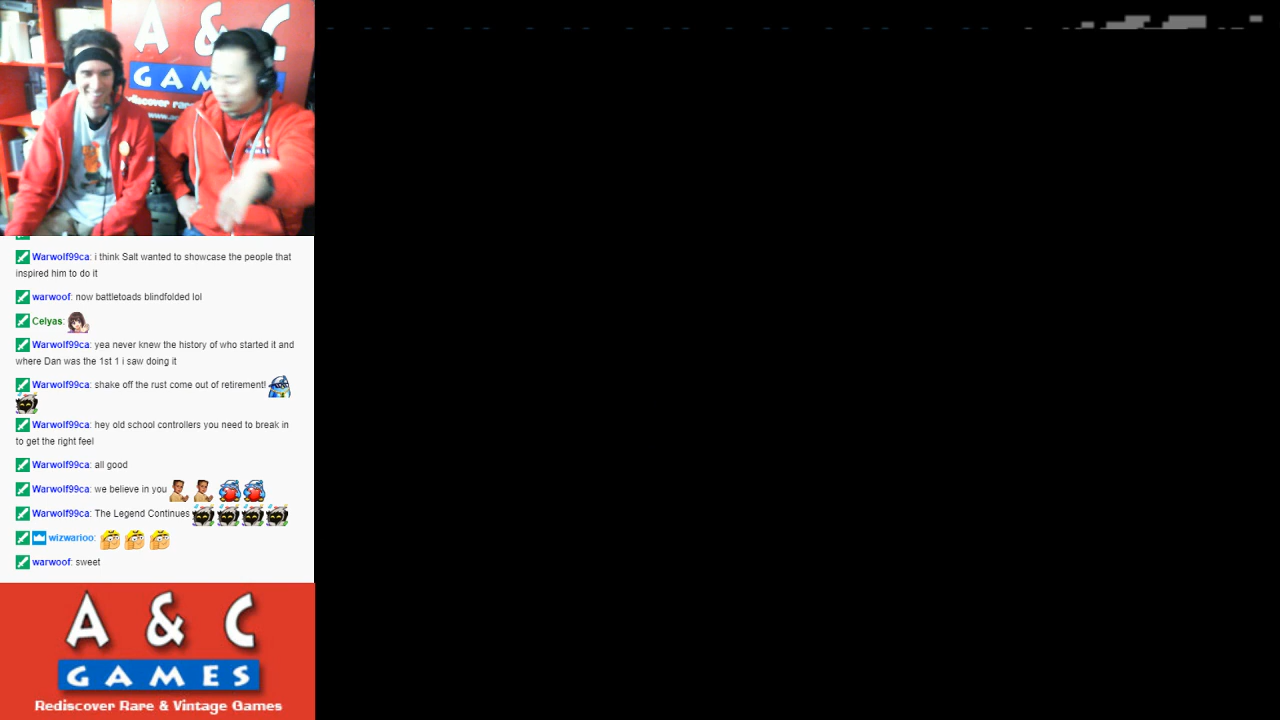 A & C
GAM
discover rare
www.a
Warwolf99ca: i think Salt wanted to showcase the people that
inspired him to do it
warwoof: now battletoads blindfolded lol
Celyas:
Warwolf99ca: yea never knew the history of who started it and
where Dan was the 1st 1 i saw doing it
Warwolf99ca: shake off the rust come out of retirement!
Warwolf99ca: hey old school controllers you need to break in
to get the right feel
Warwolf99ca: all good
Warwolf99ca: we believe in you
Warwolf99ca: The Legend Continues
wizwarioo:
warwoof: sweet
A & C
GAMES
Rediscover Rare & Vintage Games